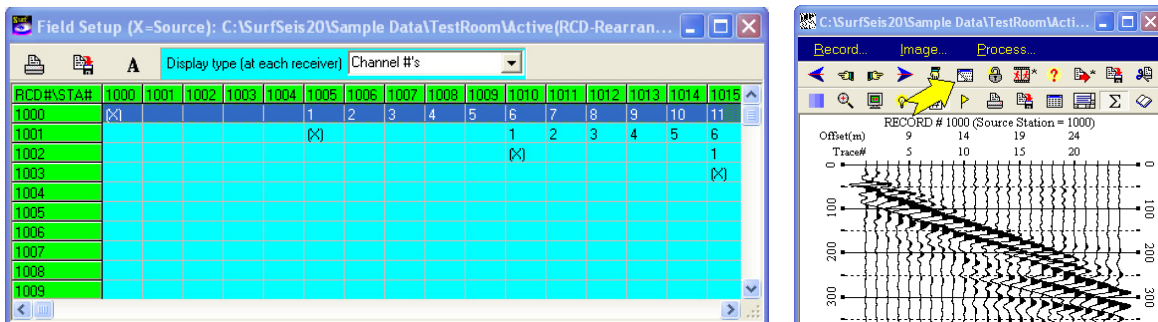 Field Setup (X=Source): C:\SurfSeis20\Sample Data\TestRoom\Active(RCD-Rearran...
Display type (at each receiver) Channel #'s
RCD#\STA# 1000 1001 1002 1003 1004 1005 1006 1007 1008 1009 1010 1011 1012 1013 1014 1015
1000 (X) 1 2 3 4 5 6 7 8 9 10 11
1001 (X) 1 2 3 4 5 6
1002 (X) 1
1003 (X)
1004
1005
1006
1007
1008
1009
C:\SurfSeis20\Sample Data\TestRoom\Acti...
Record... Image... Process...
RECORD # 1000 (Source Station = 1000)
Offset(m) 9 14 19 24
Trace# 5 10 15 20
0 0
100 100
200 200
300 300